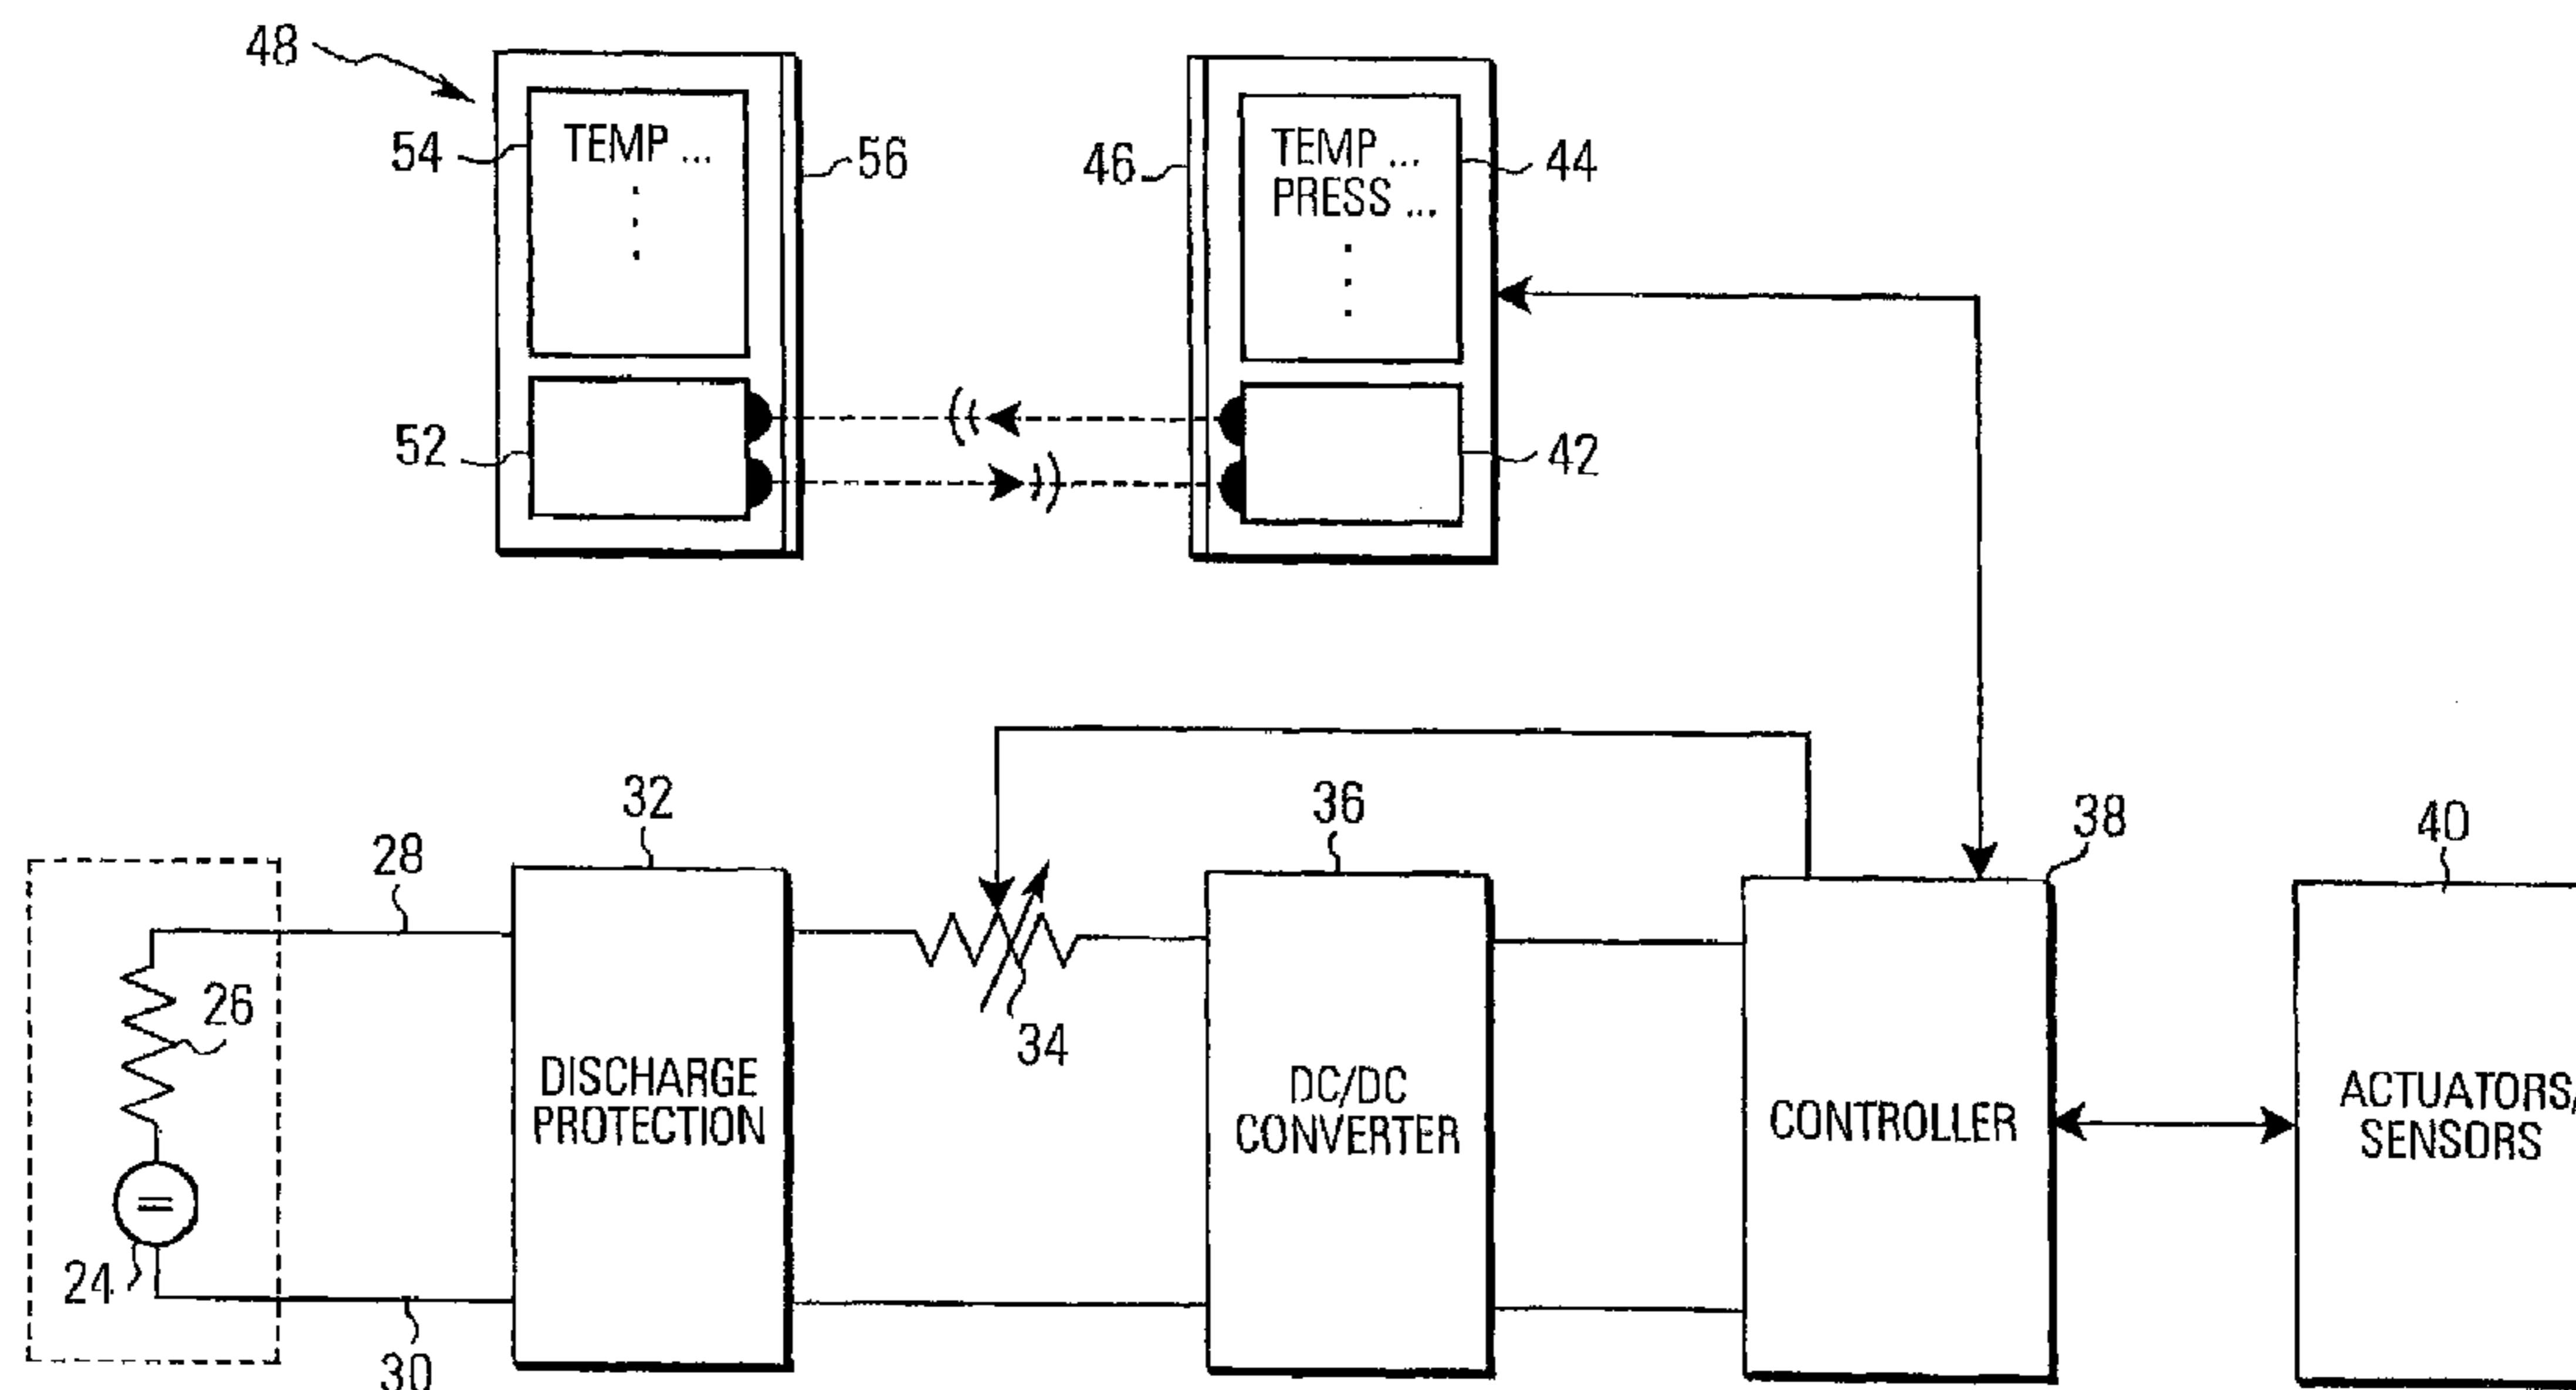 48
54
TEMP ...
56
46
TEMP ...
PRESS ...
44
52
42
32
36
38
40
28
26
34
DISCHARGE
PROTECTION
DC/DC
CONVERTER
CONTROLLER
ACTUATORS/
SENSORS
24
30